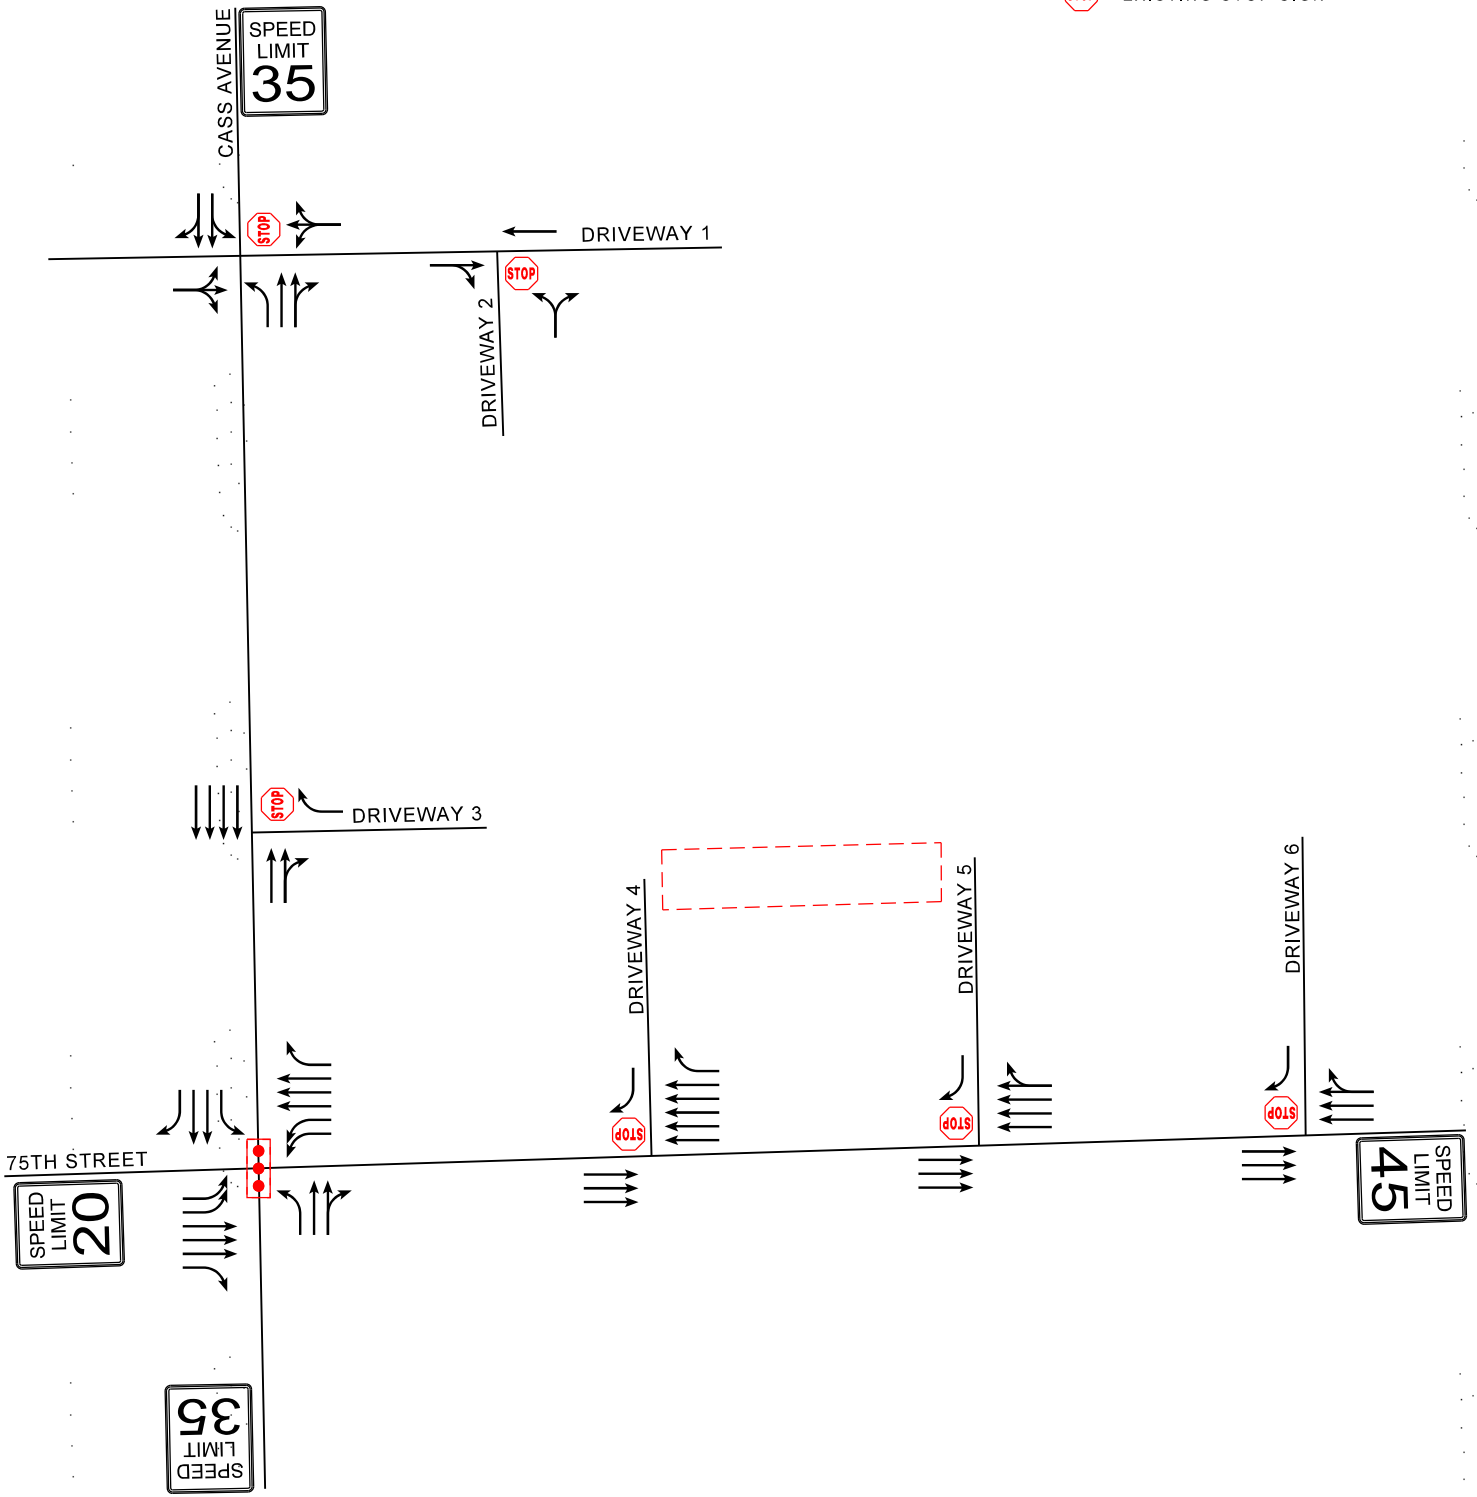 CASS AVENUE
SPEED
LIMIT
35
STOP
DRIVEWAY 1
STOP
DRIVEWAY 2
STOP
DRIVEWAY 3
DRIVEWAY 4
DRIVEWAY 5
DRIVEWAY 6
STOP
STOP
STOP
75TH STREET
SPEED
LIMIT
20
SPEED
LIMIT
45
SPEED
LIMIT
35